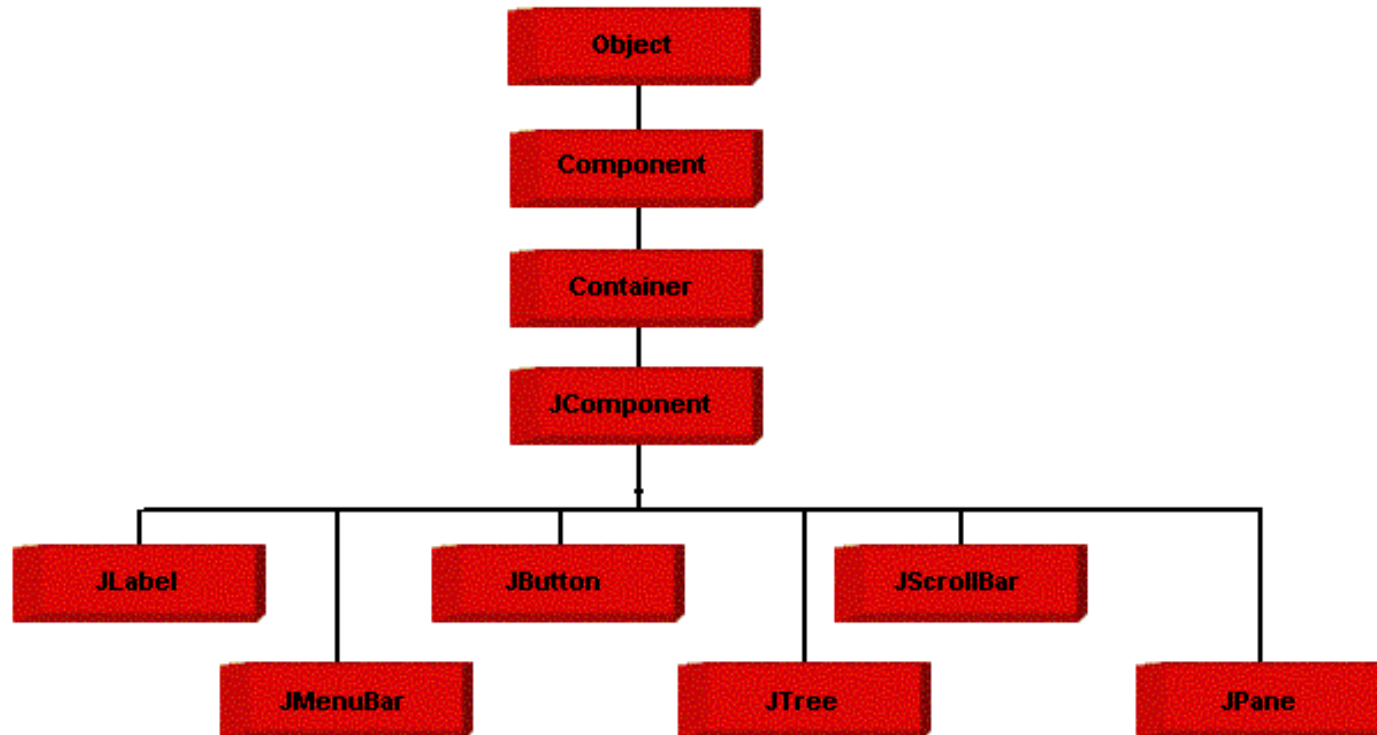 Object
Component
Container
JComponent
JLabel
JButton
JScrollBar
JMenuBar
JTree
JPane